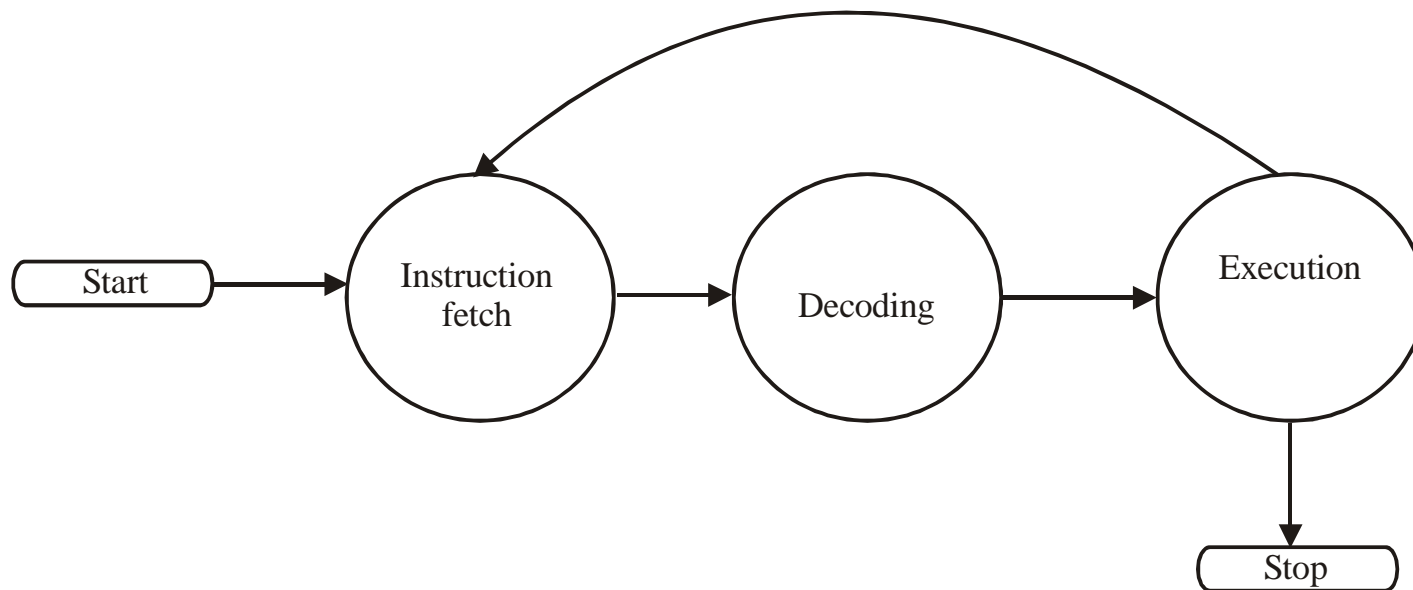 Start
Instruction
fetch
Decoding
Execution
Stop